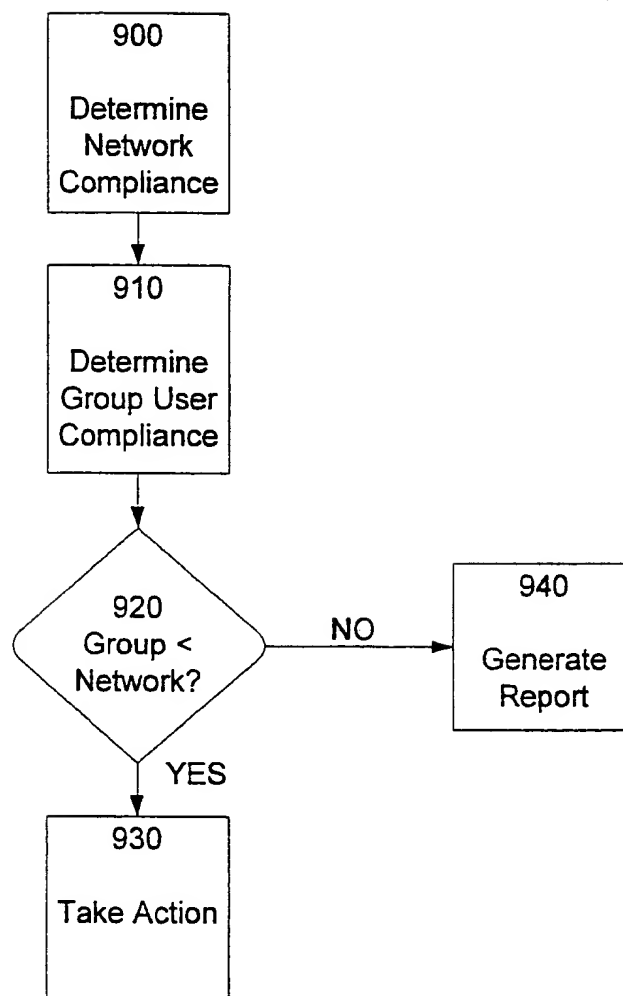 900
Determine
Network
Compliance
910
Determine
Group User
Compliance
920
Group <
Network?
NO
940
Generate
Report
YES
930
Take Action